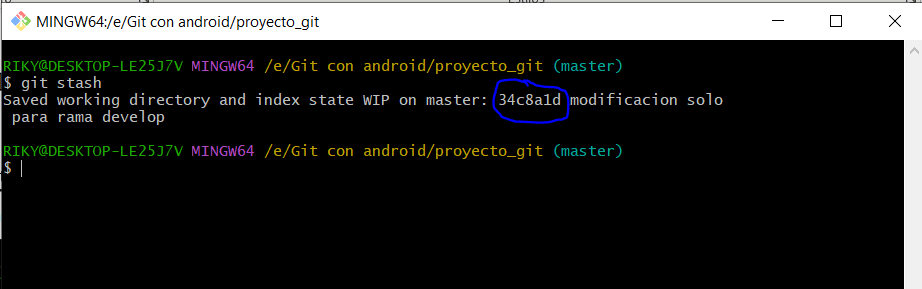 MINGW64:/e/Git con android/proyecto_git
RIKY@DESKTOP-LE25J7V MINGW64 /e/Git con android/proyecto_git (master)
$ git stash
Saved working directory and index state WIP on master: 34c8a1d modificacion solo
para rama develop
RIKY@DESKTOP-LE25J7V MINGW64 /e/Git con android/proyecto_git (master)
$